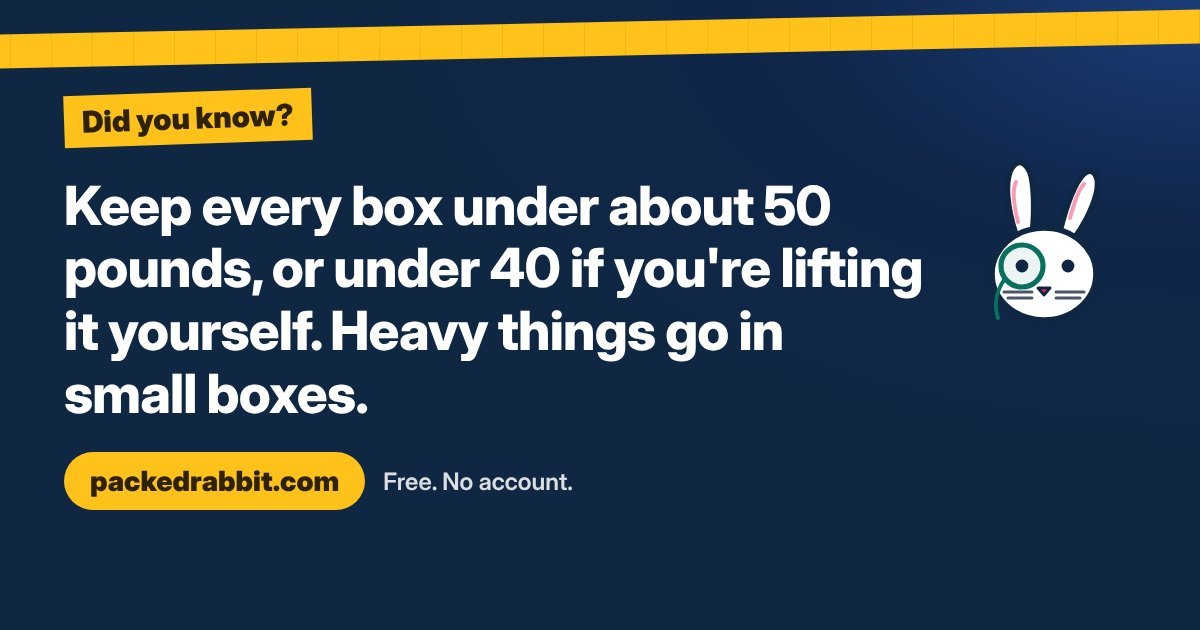 Did you know?
Keep every box under about 50
pounds, or under 40 if you're lifting
it yourself. Heavy things go in
small boxes.
packedrabbit.com
Free. No account.